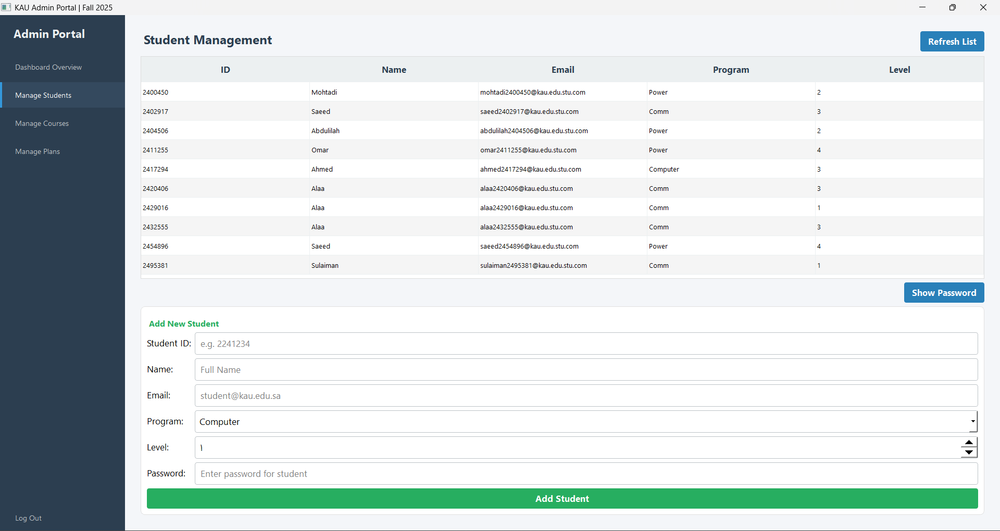 KAU Admin Portal | Fall 2025
Admin Portal
Dashboard Overview
Manage Students
Manage Courses
Manage Plans
Log Out
Student Management
Refresh List
ID Name Email Program Level
2400450 Mohtadi mohtadi2400450@kau.edu.stu.com Power 2
2402917 Saeed saeed2402917@kau.edu.stu.com Comm 3
2404506 Abdulilah abdulilah2404506@kau.edu.stu.com Power 2
2411255 Omar omar2411255@kau.edu.stu.com Power 4
2417294 Ahmed ahmed2417294@kau.edu.stu.com Computer 3
2420406 Alaa alaa2420406@kau.edu.stu.com Comm 3
2429016 Alaa alaa2429016@kau.edu.stu.com Comm 1
2432555 Alaa alaa2432555@kau.edu.stu.com Comm 3
2454896 Saeed saeed2454896@kau.edu.stu.com Power 4
2495381 Sulaiman sulaiman2495381@kau.edu.stu.com Comm 1
Show Password
Add New Student
Student ID: e.g. 2241234
Name: Full Name
Email: student@kau.edu.sa
Program: Computer
Level: ١
Password: Enter password for student
Add Student